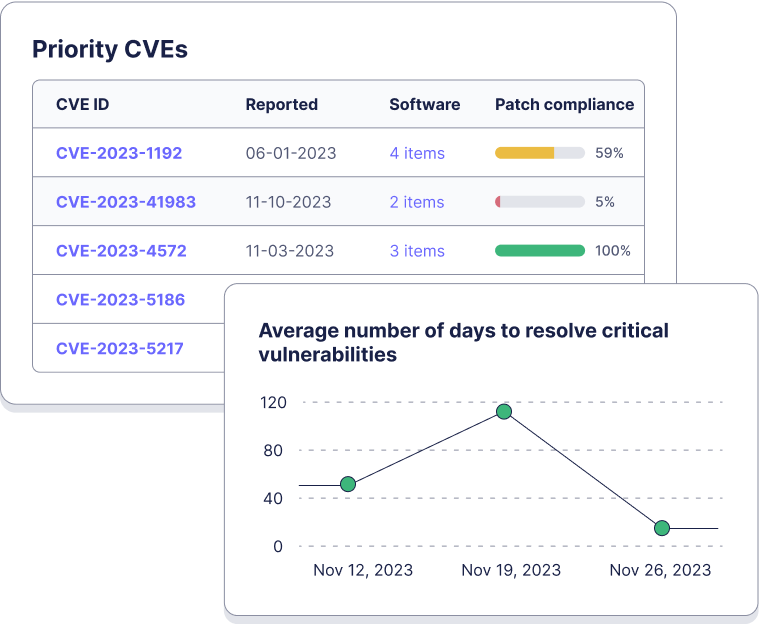 Priority CVEs
CVE ID Reported Software Patch compliance
CVE-2023-1192 06-01-2023 4 items 59%
CVE-2023-41983 11-10-2023 2 items 5%
CVE-2023-4572 11-03-2023 3 items 100%
CVE-2023-5186
CVE-2023-5217
Average number of days to resolve critical
vulnerabilities
120
80
40
0
Nov 12, 2023 Nov 19, 2023 Nov 26, 2023